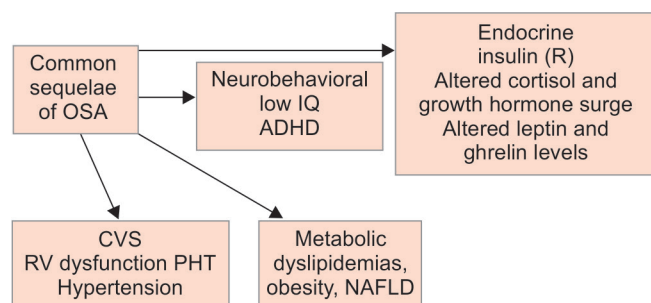 Common
sequelae
of OSA
Neurobehavioral
low IQ
ADHD
Endocrine
insulin (R)
Altered cortisol and
growth hormone surge
Altered leptin and
ghrelin levels
CVS
RV dysfunction PHT
Hypertension
Metabolic
dyslipidemias,
obesity, NAFLD